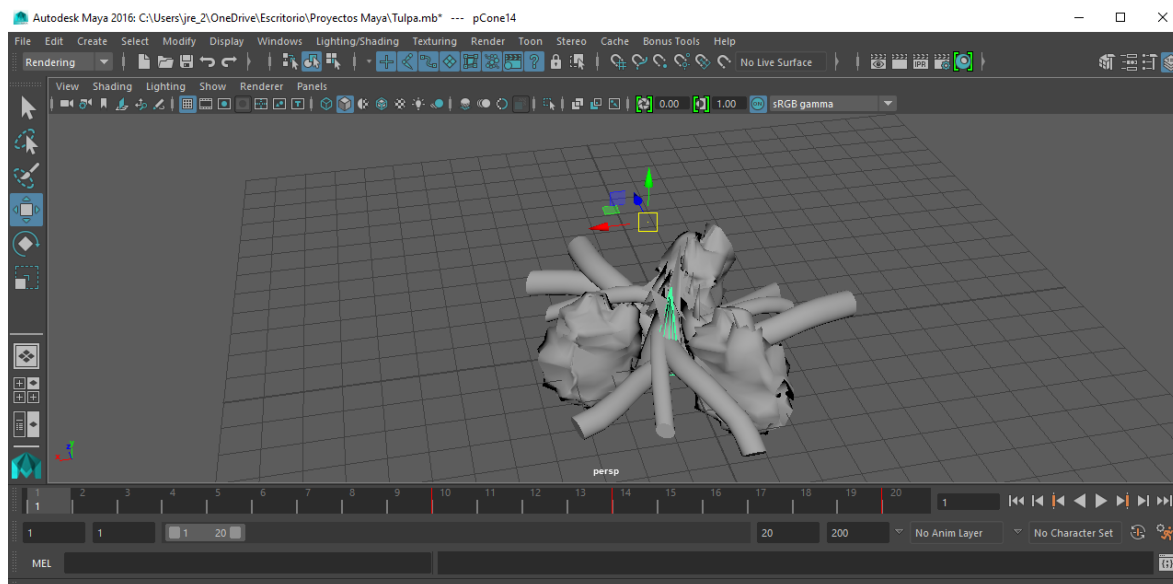 Autodesk Maya 2016: C:\Users\jre_2\OneDrive\Escritorio\Proyectos Maya\Tulpa.mb* --- pCone14
File Edit Create Select Modify Display Windows Lighting/Shading Texturing Render Toon Stereo Cache Bonus Tools Help
Rendering No Live Surface IPR
View Shading Lighting Show Renderer Panels
0.00 1.00 ON sRGB gamma
persp
1 2 3 4 5 6 7 8 9 10 11 12 13 14 15 16 17 18 19 20
1 1
1 1 1 20 20 200 No Anim Layer No Character Set
MEL